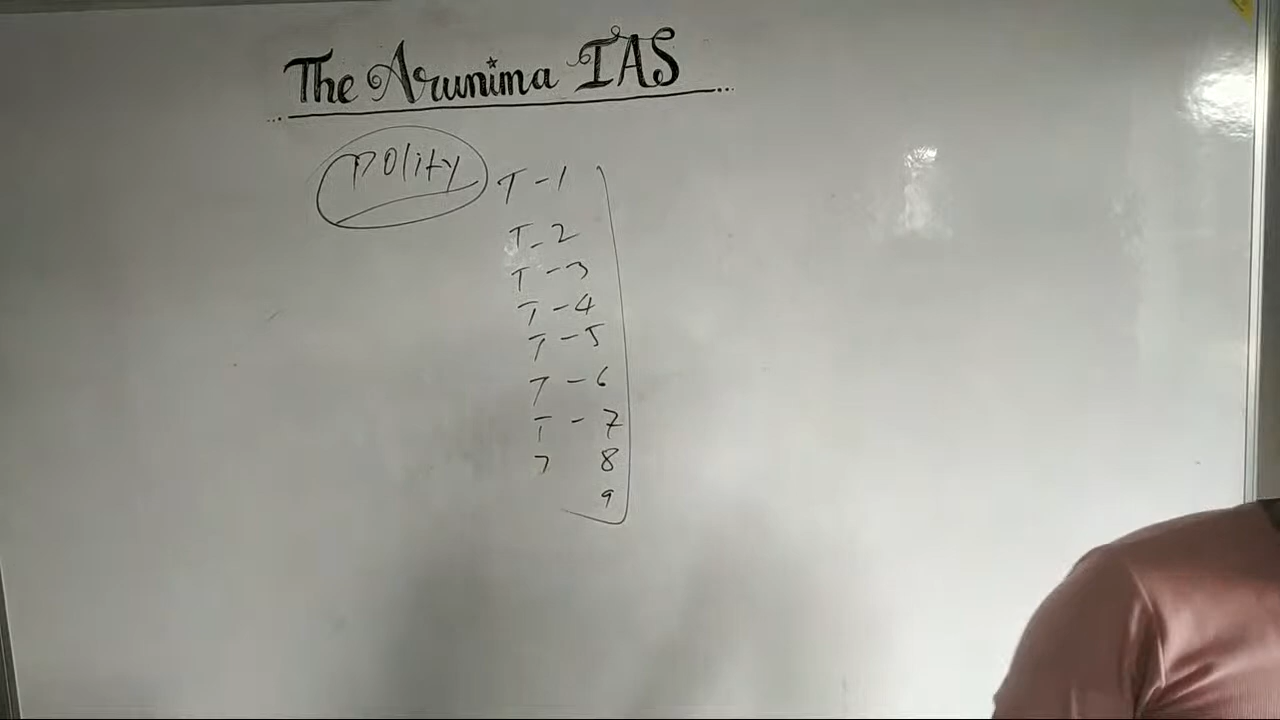 The Arunima IAS
polity T-1
T-2
T-3
T-4
T-5
T-6
T-7
T 8
9